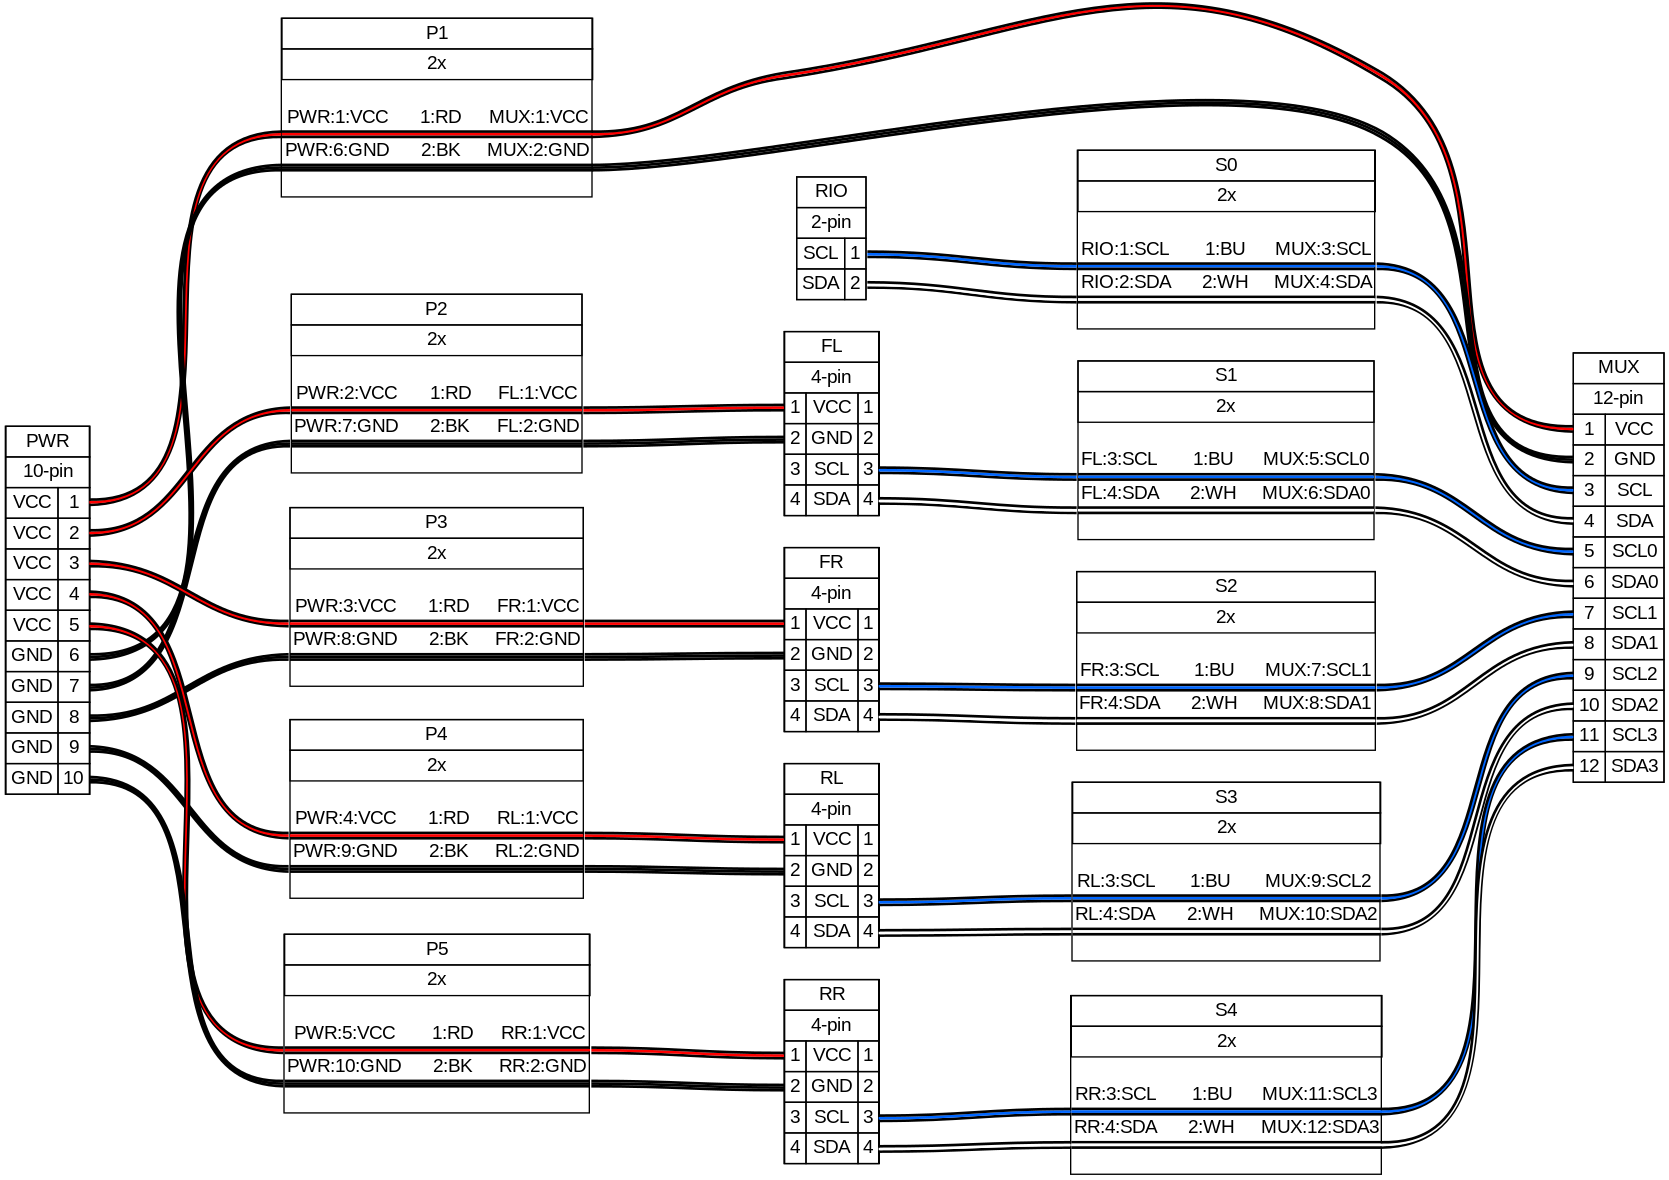 P1
2x
PWR:1:VCC 1:RD MUX:1:VCC
PWR:6:GND 2:BK MUX:2:GND
P2
2x
PWR:2:VCC 1:RD FL:1:VCC
PWR:7:GND 2:BK FL:2:GND
P3
2x
PWR:3:VCC 1:RD FR:1:VCC
PWR:8:GND 2:BK FR:2:GND
P4
2x
PWR:4:VCC 1:RD RL:1:VCC
PWR:9:GND 2:BK RL:2:GND
P5
2x
PWR:5:VCC 1:RD RR:1:VCC
PWR:10:GND 2:BK RR:2:GND
PWR
10-pin
VCC 1
VCC 2
VCC 3
VCC 4
VCC 5
GND 6
GND 7
GND 8
GND 9
GND 10
RIO
2-pin
SCL 1
SDA 2
FL
4-pin
1 VCC 1
2 GND 2
3 SCL 3
4 SDA 4
FR
4-pin
1 VCC 1
2 GND 2
3 SCL 3
4 SDA 4
RL
4-pin
1 VCC 1
2 GND 2
3 SCL 3
4 SDA 4
RR
4-pin
1 VCC 1
2 GND 2
3 SCL 3
4 SDA 4
S0
2x
RIO:1:SCL 1:BU MUX:3:SCL
RIO:2:SDA 2:WH MUX:4:SDA
S1
2x
FL:3:SCL 1:BU MUX:5:SCL0
FL:4:SDA 2:WH MUX:6:SDA0
S2
2x
FR:3:SCL 1:BU MUX:7:SCL1
FR:4:SDA 2:WH MUX:8:SDA1
S3
2x
RL:3:SCL 1:BU MUX:9:SCL2
RL:4:SDA 2:WH MUX:10:SDA2
S4
2x
RR:3:SCL 1:BU MUX:11:SCL3
RR:4:SDA 2:WH MUX:12:SDA3
MUX
12-pin
1 VCC
2 GND
3 SCL
4 SDA
5 SCL0
6 SDA0
7 SCL1
8 SDA1
9 SCL2
10 SDA2
11 SCL3
12 SDA3